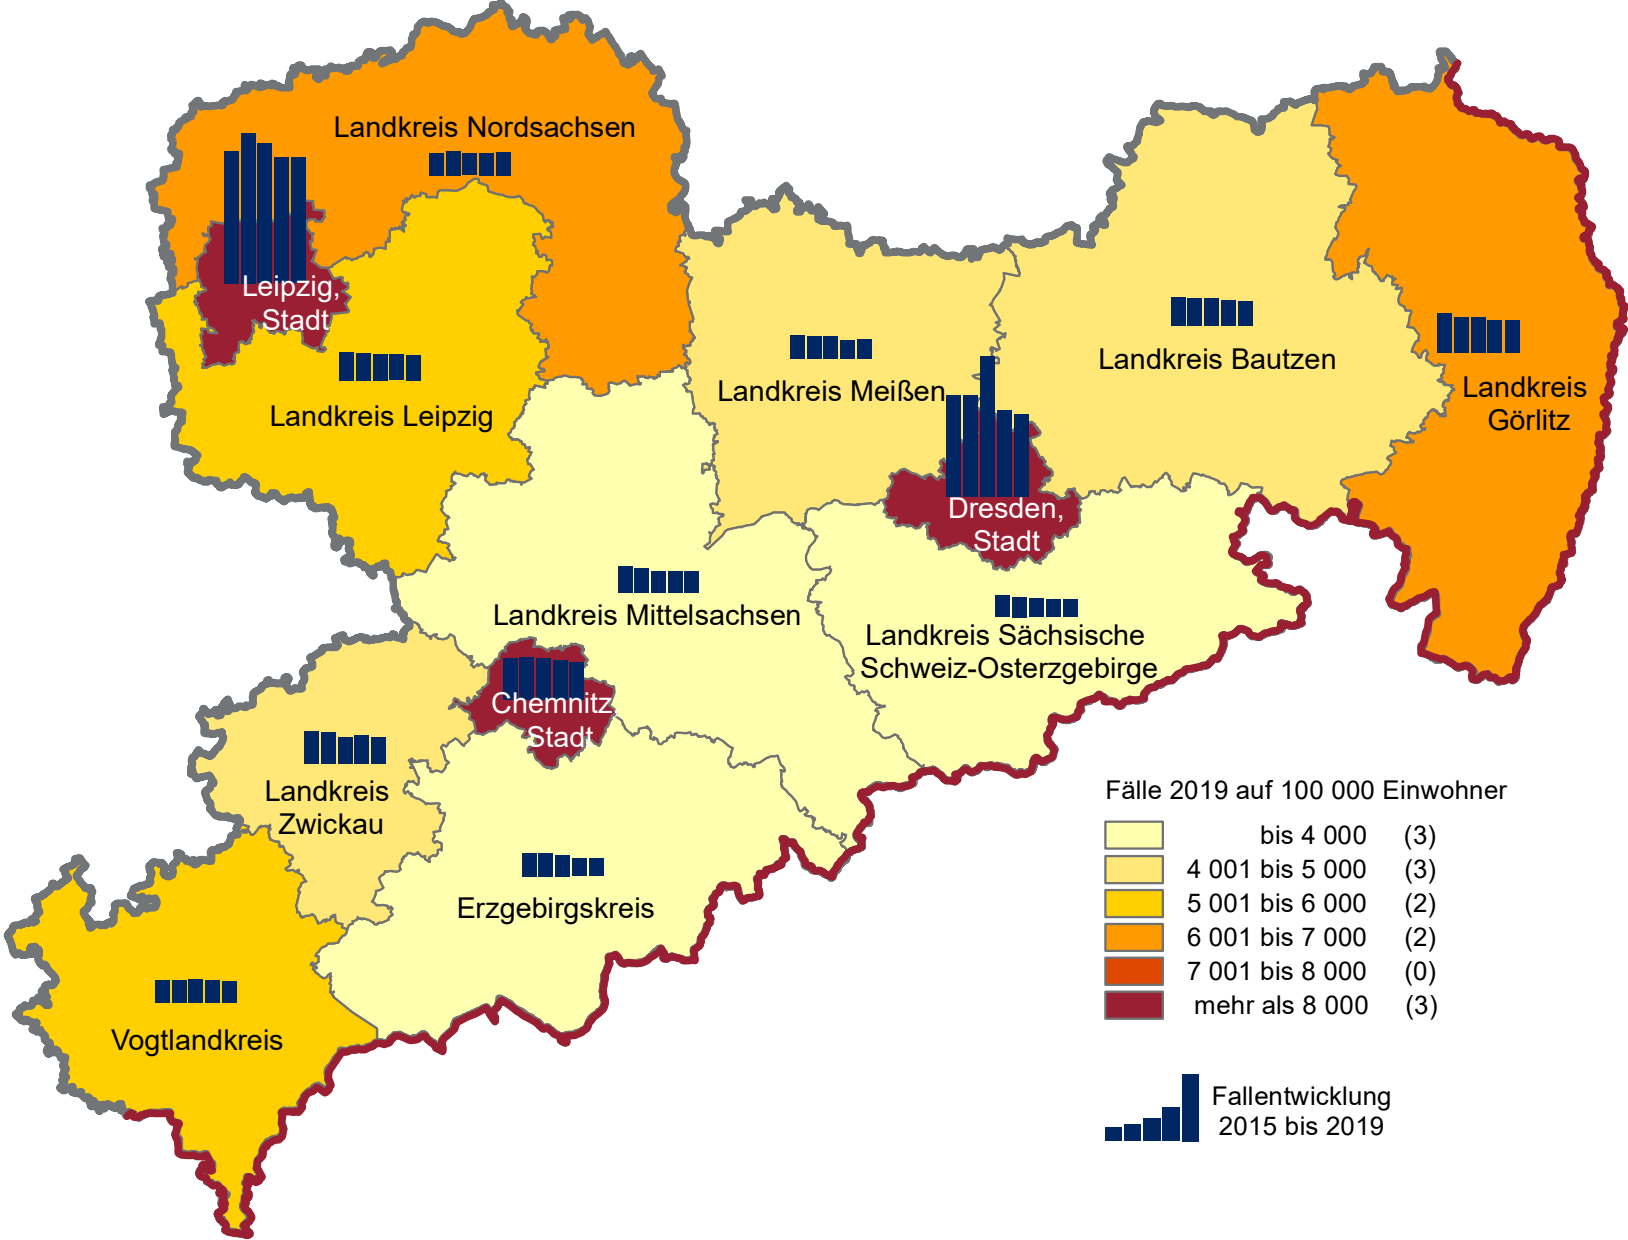 Landkreis Nordsachsen
Leipzig,
Stadt
Landkreis Leipzig
Landkreis Meißen
Landkreis Bautzen
Landkreis
Görlitz
Dresden,
Stadt
Landkreis Mittelsachsen
Landkreis Sächsische
Schweiz-Osterzgebirge
Chemnitz
Stadt
Landkreis
Zwickau
Erzgebirgskreis
Vogtlandkreis
Fälle 2019 auf 100 000 Einwohner
bis 4 000 (3)
4 001 bis 5 000 (3)
5 001 bis 6 000 (2)
6 001 bis 7 000 (2)
7 001 bis 8 000 (0)
mehr als 8 000 (3)
Fallentwicklung
2015 bis 2019